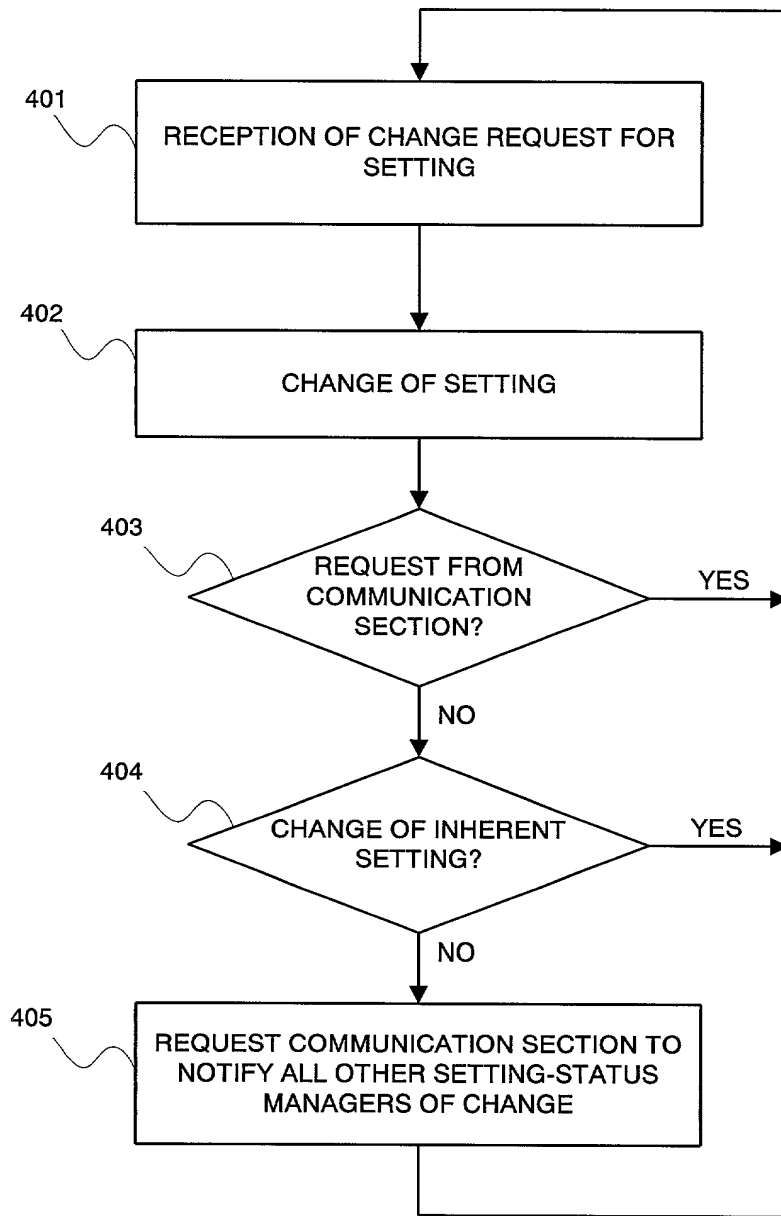 401
RECEPTION OF CHANGE REQUEST FOR
SETTING
402
CHANGE OF SETTING
403
REQUEST FROM
COMMUNICATION
SECTION?
YES
NO
404
CHANGE OF INHERENT
SETTING?
YES
NO
405
REQUEST COMMUNICATION SECTION TO
NOTIFY ALL OTHER SETTING-STATUS
MANAGERS OF CHANGE